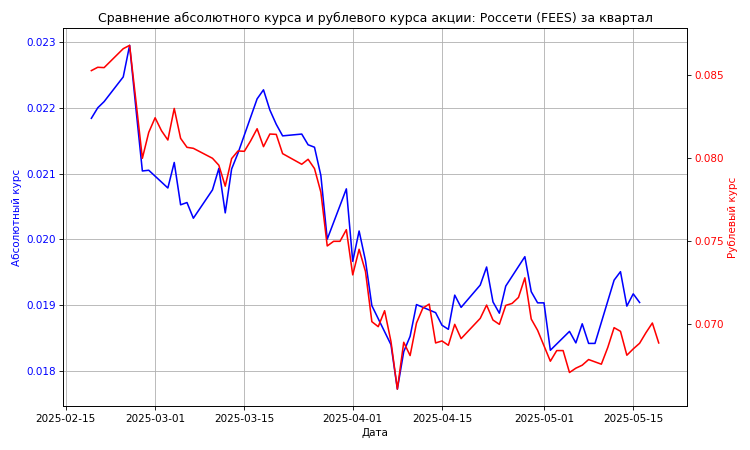 Сравнение абсолютного курса и рублевого курса акции: Россети (FEES) за квартал
0.023
0.022
0.021
0.020
0.019
0.018
Абсолютный курс
0.085
0.080
0.075
0.070
Рублевый курс
2025-02-15 2025-03-01 2025-03-15 2025-04-01 2025-04-15 2025-05-01 2025-05-15
Дата